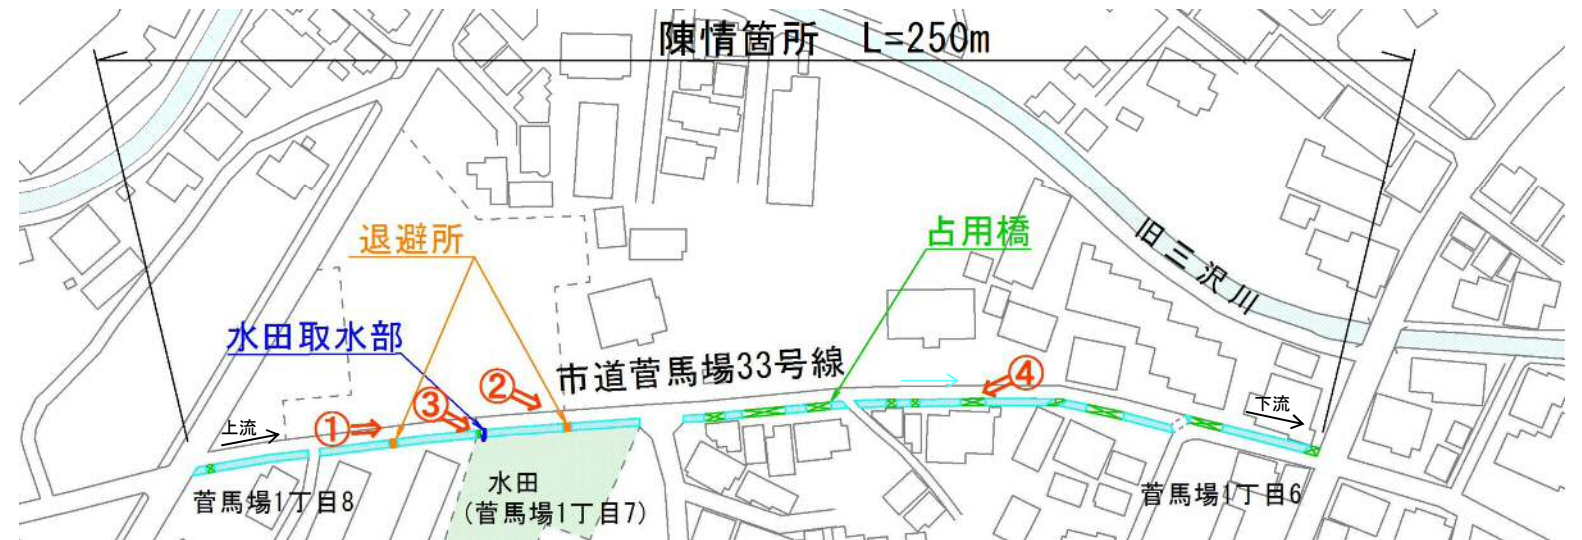 陳情箇所 L=250m
退避所
占用橋
旧三沢川
水田取水部
市道菅馬場33号線
①
②
③
④
上流
下流
菅馬場1丁目8
水田
(菅馬場1丁目7)
菅馬場1丁目6